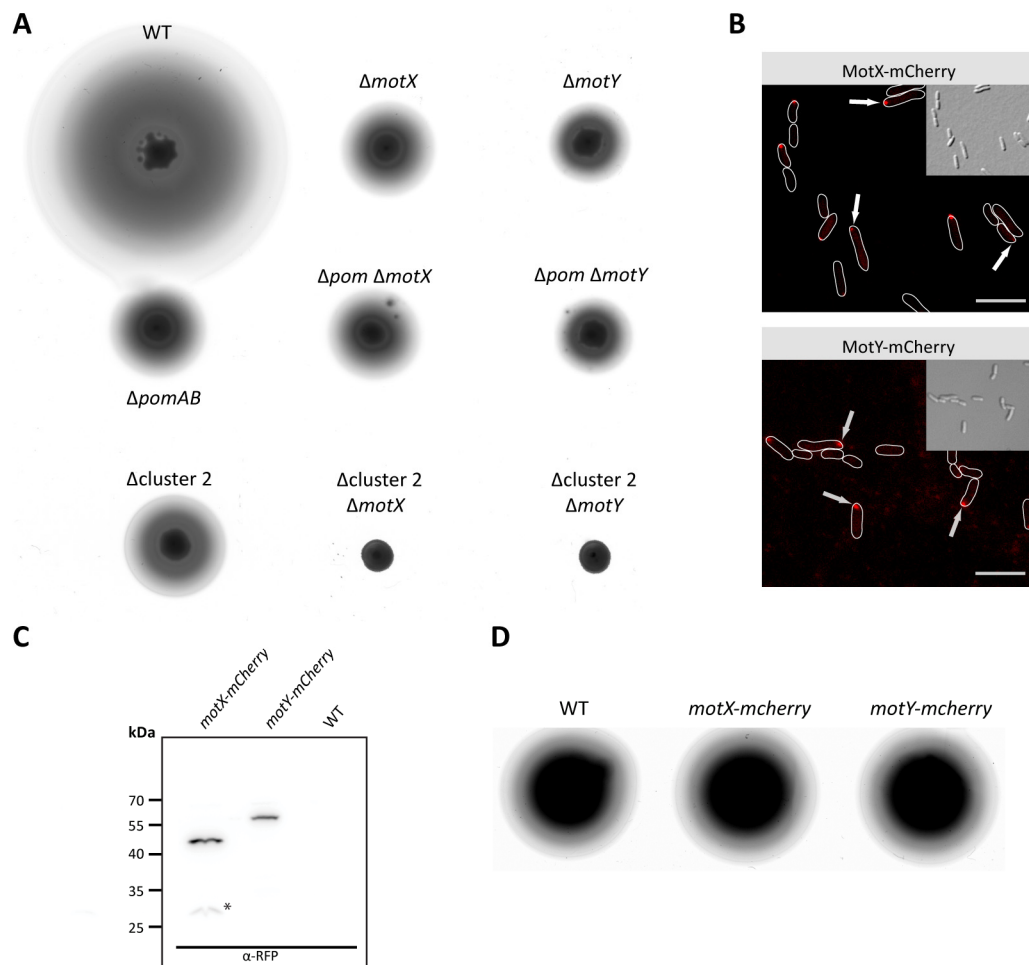 A
WT
ΔmotX
ΔmotY
Δpom ΔmotX
Δpom ΔmotY
ΔpomAB
Δcluster 2
Δcluster 2
ΔmotX
Δcluster 2
ΔmotY
B
MotX-mCherry
MotY-mCherry
C
motX-mCherry
motY-mCherry
WT
kDa
70
55
40
35
25
*
α-RFP
D
WT
motX-mcherry
motY-mcherry